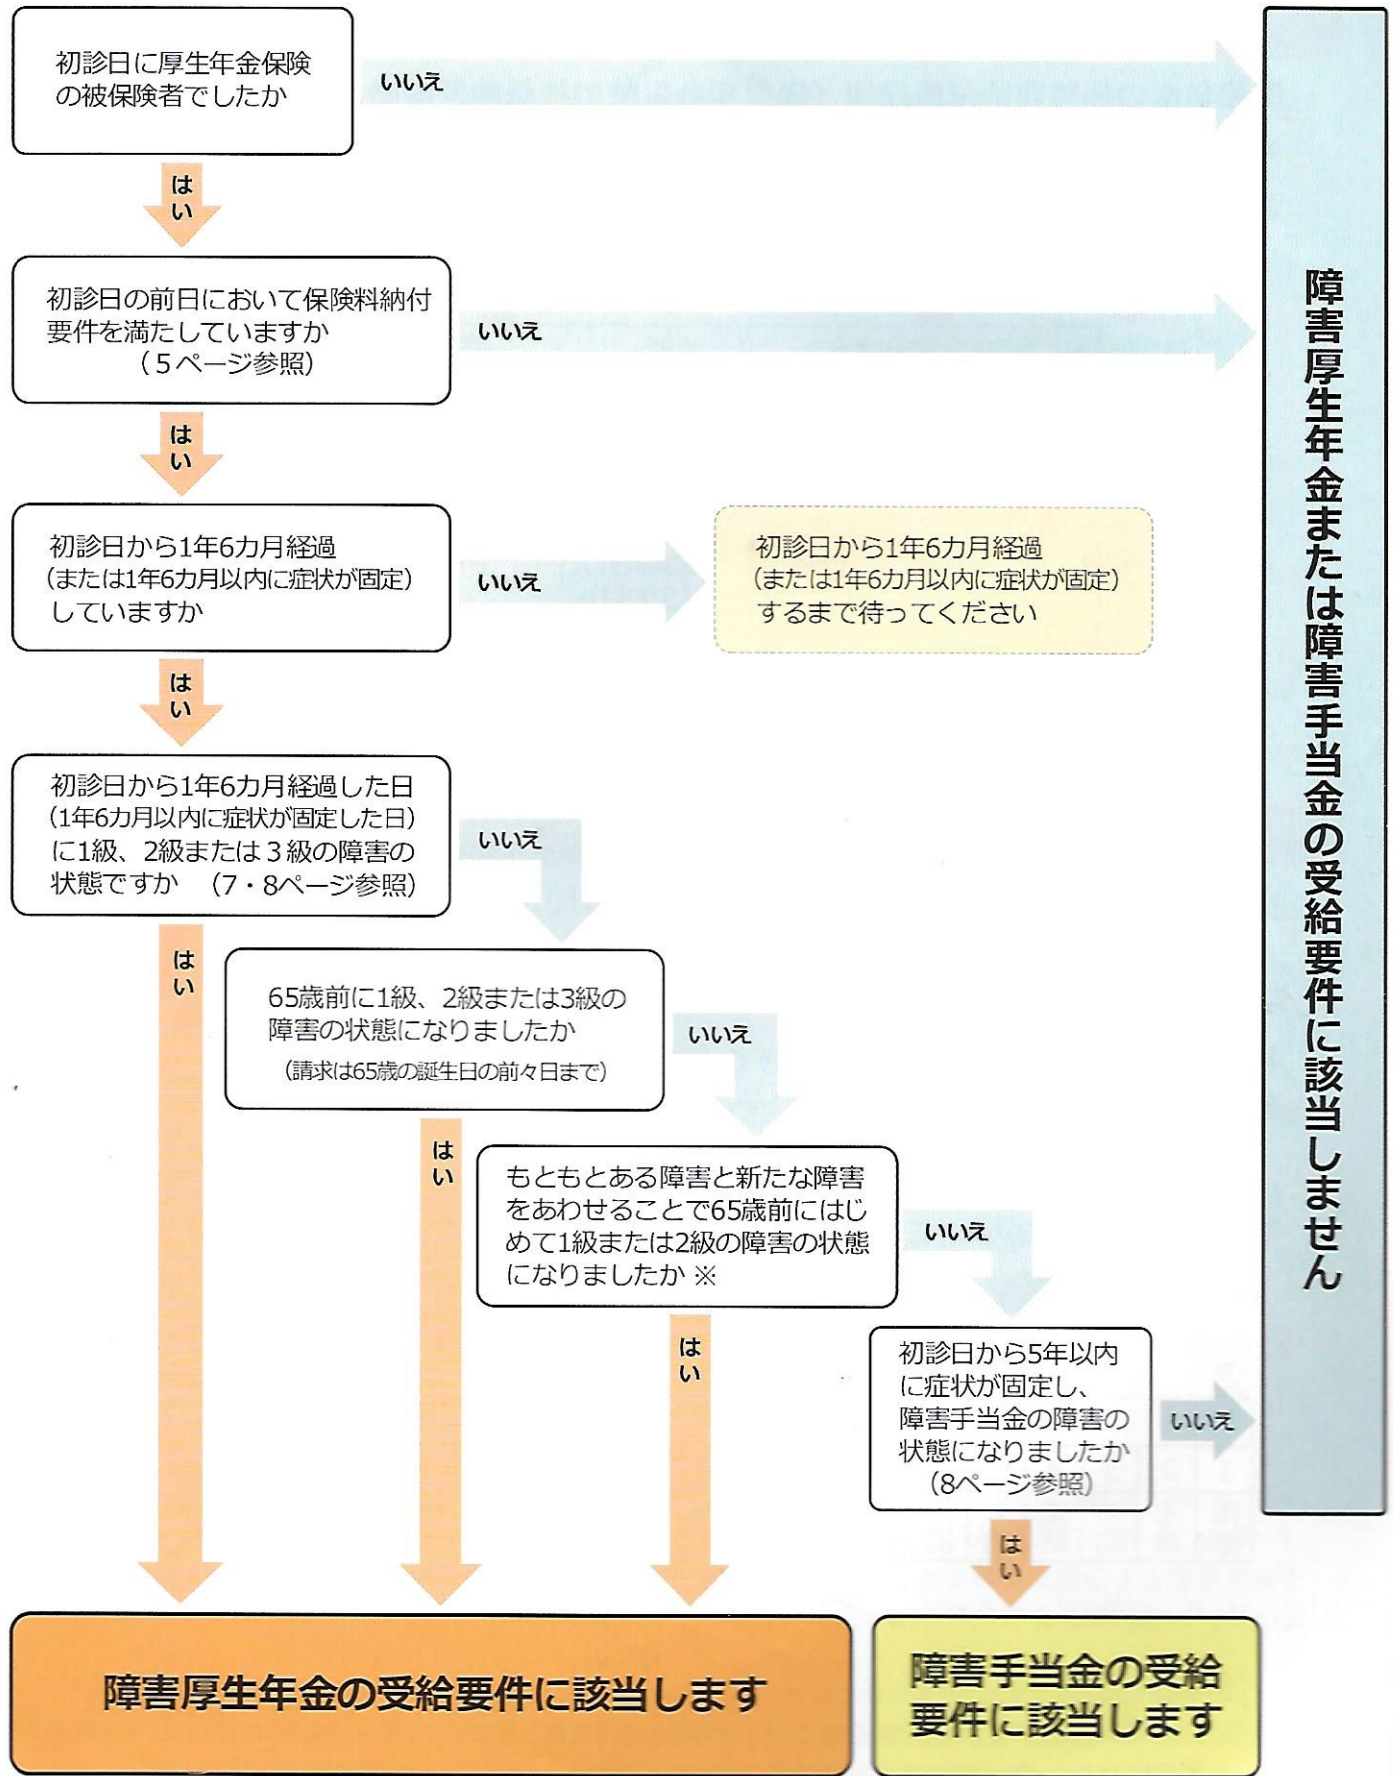 初診日に厚生年金保険
の被保険者でしたか
いいえ
はい
初診日の前日において保険料納付
要件を満たしていますか
（５ページ参照）
いいえ
はい
初診日から1年6カ月経過
（または1年6カ月以内に症状が固定）
していますか
いいえ
初診日から1年6カ月経過
（または1年6カ月以内に症状が固定）
するまで待ってください
はい
初診日から1年6カ月経過した日
（1年6カ月以内に症状が固定した日）
に1級、2級または３級の障害の
状態ですか　（7・8ページ参照）
いいえ
はい
65歳前に1級、2級または3級の
障害の状態になりましたか
（請求は65歳の誕生日の前々日まで）
いいえ
はい
もともとある障害と新たな障害
をあわせることで65歳前にはじ
めて1級または2級の障害の状態
になりましたか ※
いいえ
はい
初診日から5年以内
に症状が固定し、
障害手当金の障害の
状態になりましたか
（8ページ参照）
いいえ
はい
障害厚生年金または障害手当金の受給要件に該当しません
障害厚生年金の受給要件に該当します
障害手当金の受給
要件に該当します